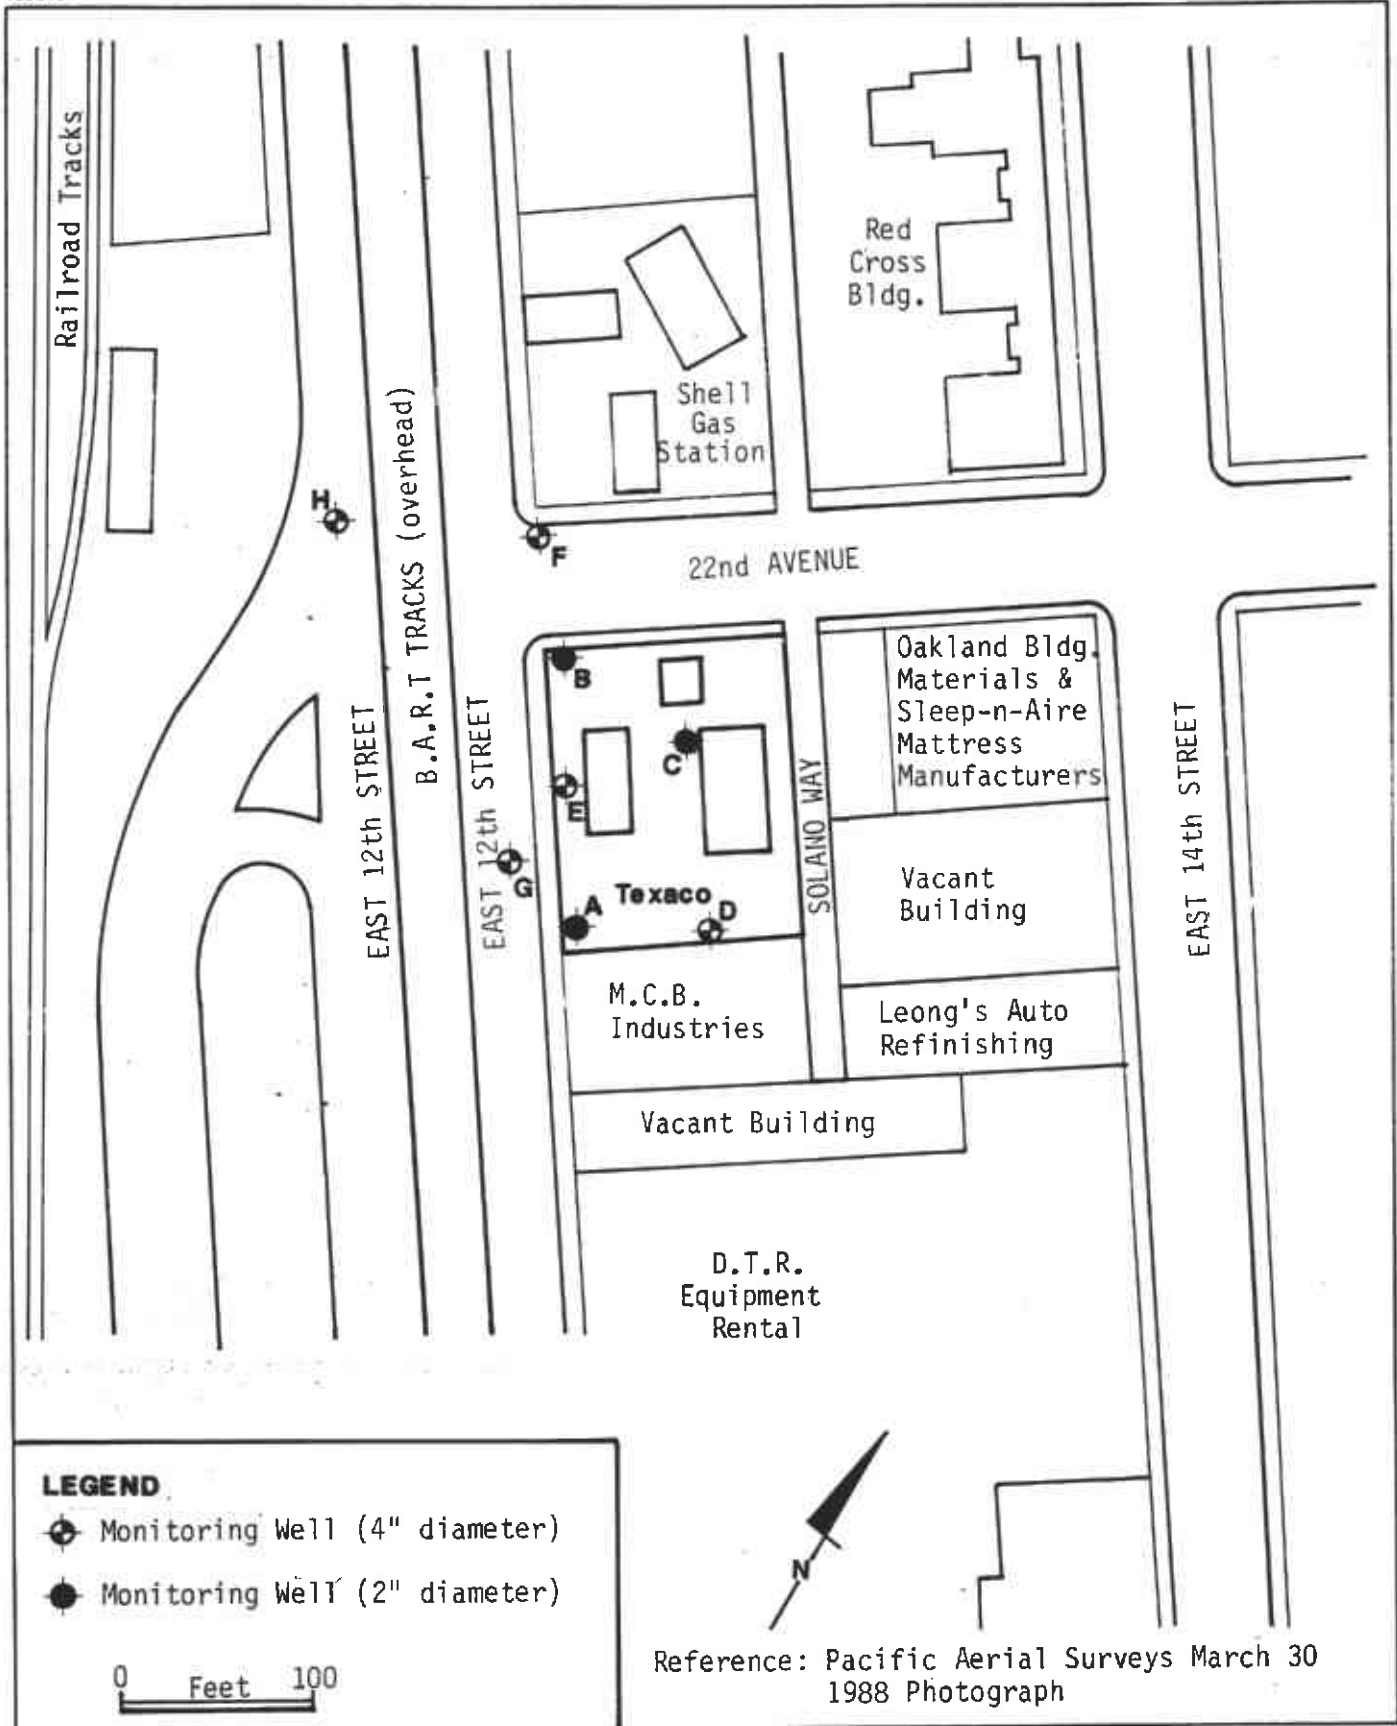 Railroad Tracks
Red
Cross
Bldg.
Shell
Gas
Station
H
F
22nd AVENUE
B.A.R.T TRACKS (overhead)
EAST 12th STREET
EAST 12th STREET
B
C
E
G
A
Texaco
D
SOLANO WAY
Oakland Bldg.
Materials &
Sleep-n-Aire
Mattress
Manufacturers
EAST 14th STREET
Vacant
Building
M.C.B.
Industries
Leong's Auto
Refinishing
Vacant Building
D.T.R.
Equipment
Rental
LEGEND
Monitoring Well (4" diameter)
Monitoring Well (2" diameter)
0 Feet 100
N
Reference: Pacific Aerial Surveys March 30
1988 Photograph